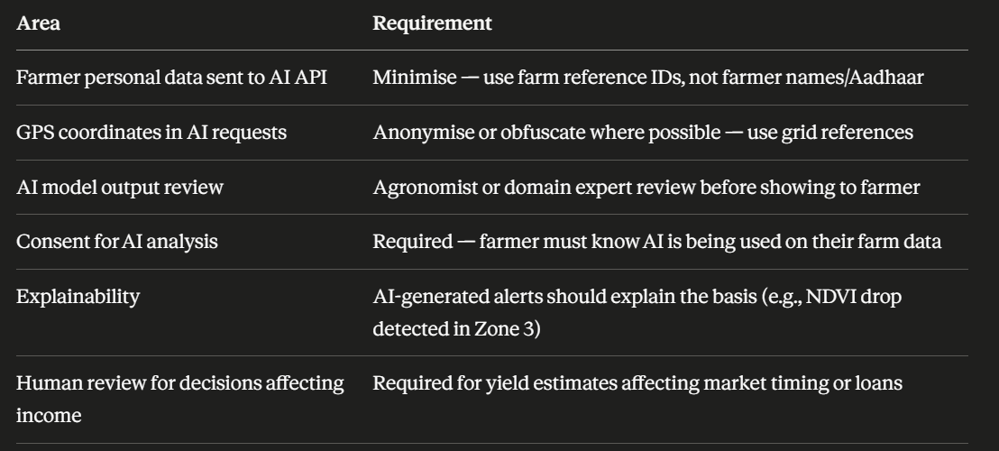 Area Requirement
Farmer personal data sent to AI API Minimise — use farm reference IDs, not farmer names/Aadhaar
GPS coordinates in AI requests Anonymise or obfuscate where possible — use grid references
AI model output review Agronomist or domain expert review before showing to farmer
Consent for AI analysis Required — farmer must know AI is being used on their farm data
Explainability AI-generated alerts should explain the basis (e.g., NDVI drop
detected in Zone 3)
Human review for decisions affecting Required for yield estimates affecting market timing or loans
income